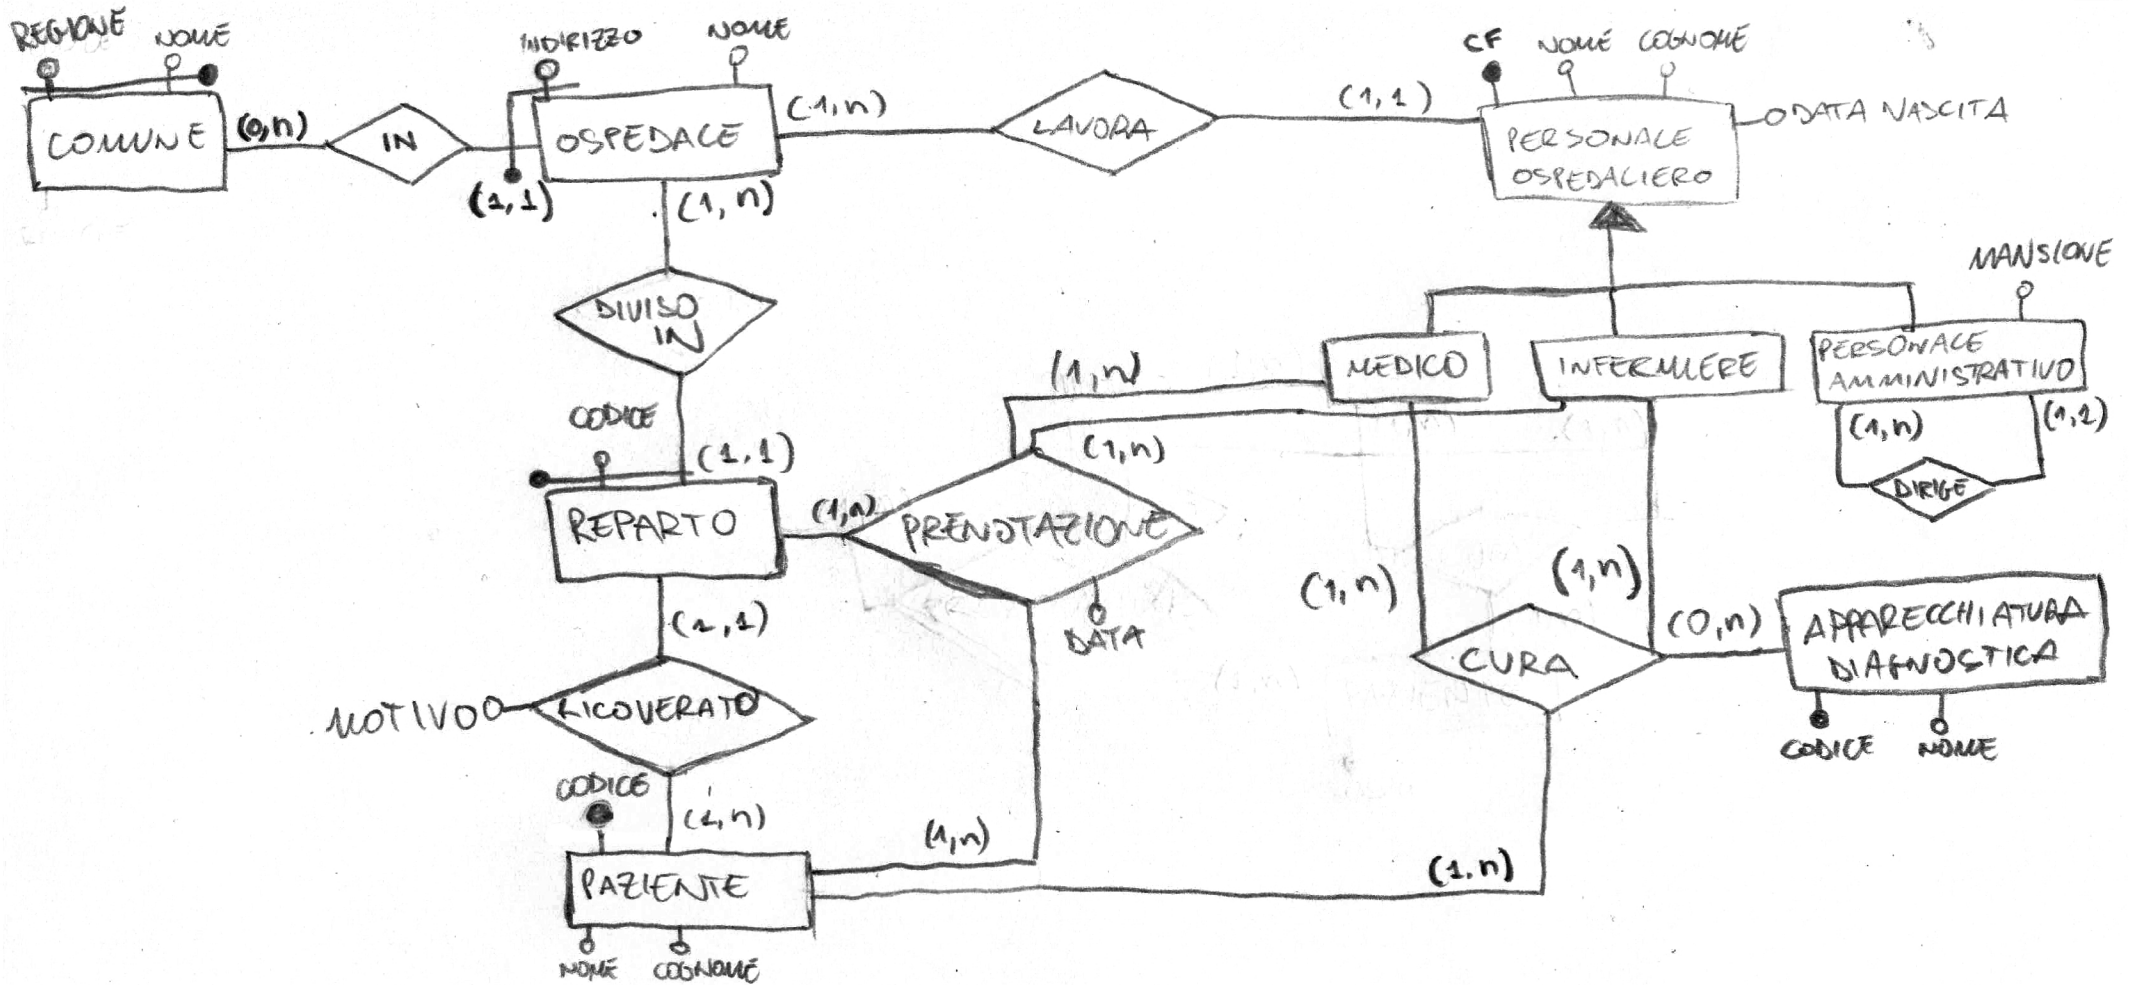 REGIONE
NOME
INDIRIZZO
NOME
CF
NOME
COGNOME
DATA NASCITA
COMUNE
(0,n)
IN
(1,1)
OSPEDALE
(1,n)
LAVORA
(1,1)
PERSONALE
OSPEDALIERO
(1,n)
DIVISO
IN
MANSIONE
MEDICO
INFERMIERE
PERSONALE
AMMINISTRATIVO
(1,n)
(1,1)
DIRIGE
(1,n)
(1,n)
CODICE
(1,1)
REPARTO
(1,n)
PRENOTAZIONE
DATA
(1,1)
MOTIVO
RICOVERATO
(1,n)
(1,n)
CURA
(0,n)
APPARECCHIATURA
DIAGNOSTICA
CODICE
NOME
CODICE
(1,n)
(1,n)
(1,n)
PAZIENTE
NOME
COGNOME